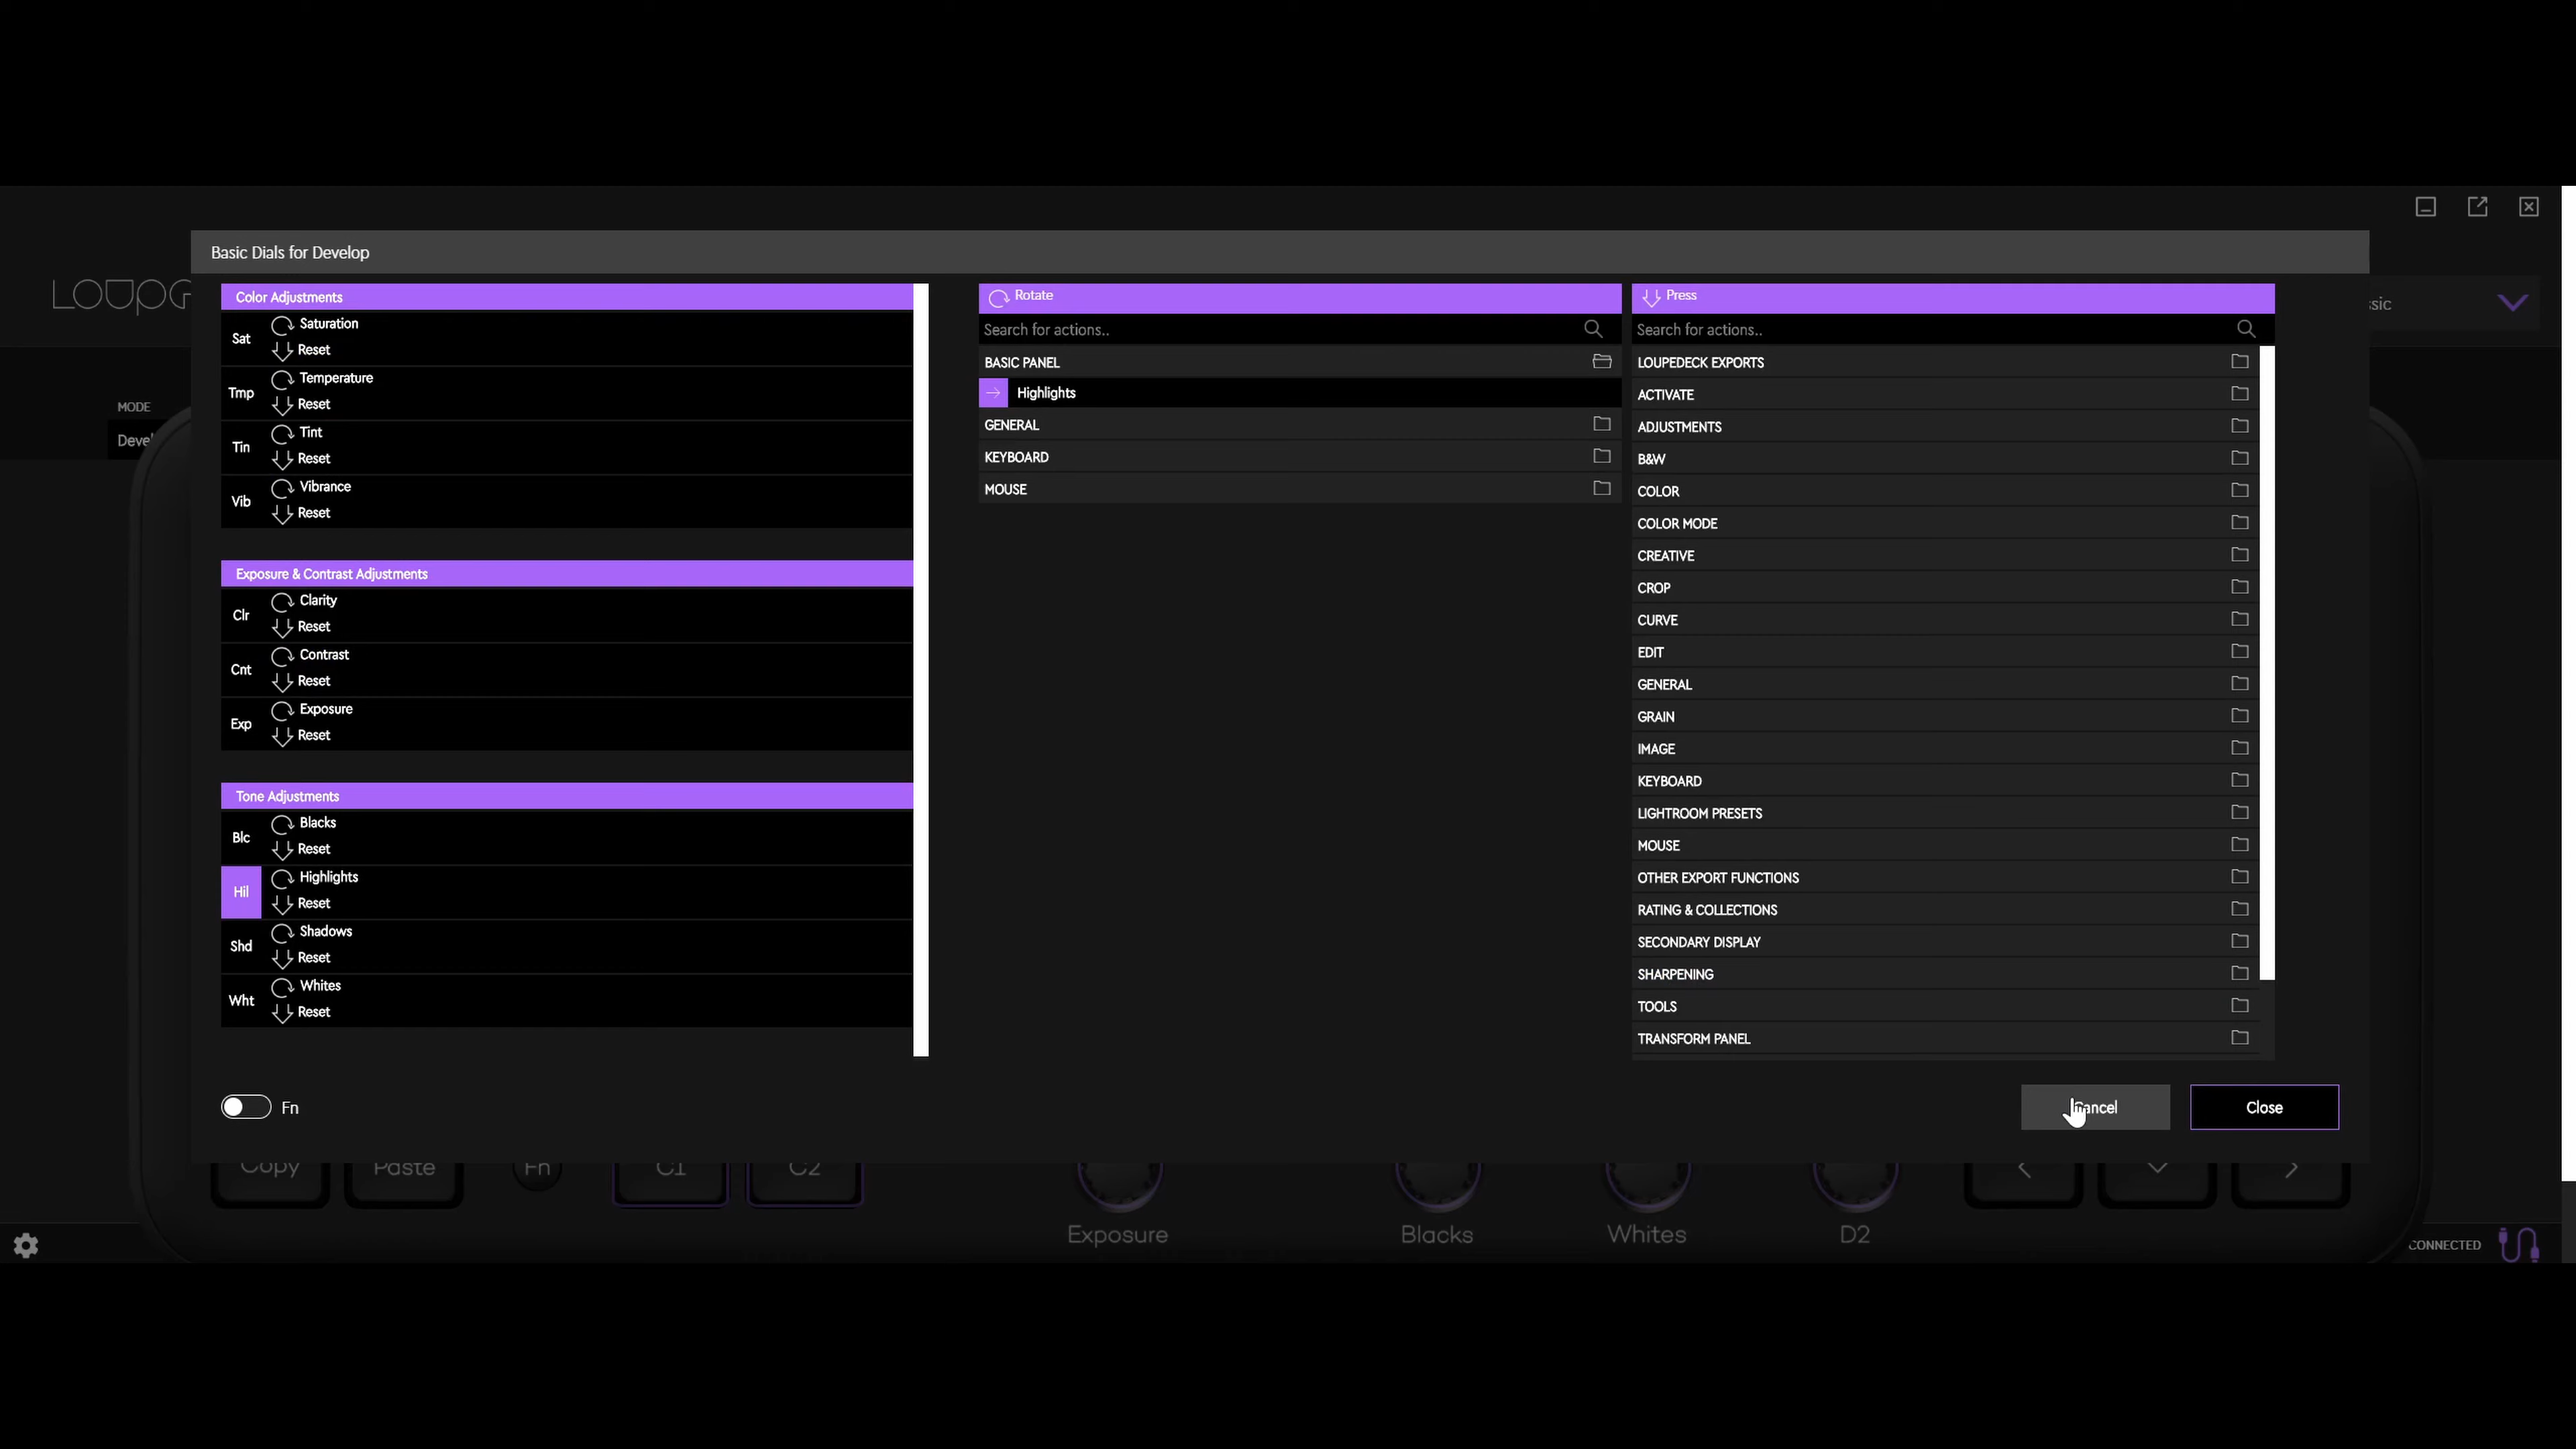 Basic Dials for Develop
Color Adjustments
Sat
Saturation
Reset
Tmp
Temperature
Reset
Tin
Tint
Reset
Vib
Vibrance
Reset
Exposure & Contrast Adjustments
Clr
Clarity
Reset
Cnt
Contrast
Reset
Exp
Exposure
Reset
Tone Adjustments
Blc
Blacks
Reset
Hil
Highlights
Reset
Shd
Shadows
Reset
Wht
Whites
Reset
Fn
Rotate
Search for actions..
BASIC PANEL
Highlights
GENERAL
KEYBOARD
MOUSE
Press
Search for actions..
LOUPEDECK EXPORTS
ACTIVATE
ADJUSTMENTS
B&W
COLOR
COLOR MODE
CREATIVE
CROP
CURVE
EDIT
GENERAL
GRAIN
IMAGE
KEYBOARD
LIGHTROOM PRESETS
MOUSE
OTHER EXPORT FUNCTIONS
RATING & COLLECTIONS
SECONDARY DISPLAY
SHARPENING
TOOLS
TRANSFORM PANEL
Cancel
Close
MODE
Copy
Paste
Fn
C1
C2
Exposure
Blacks
Whites
D2
CONNECTED